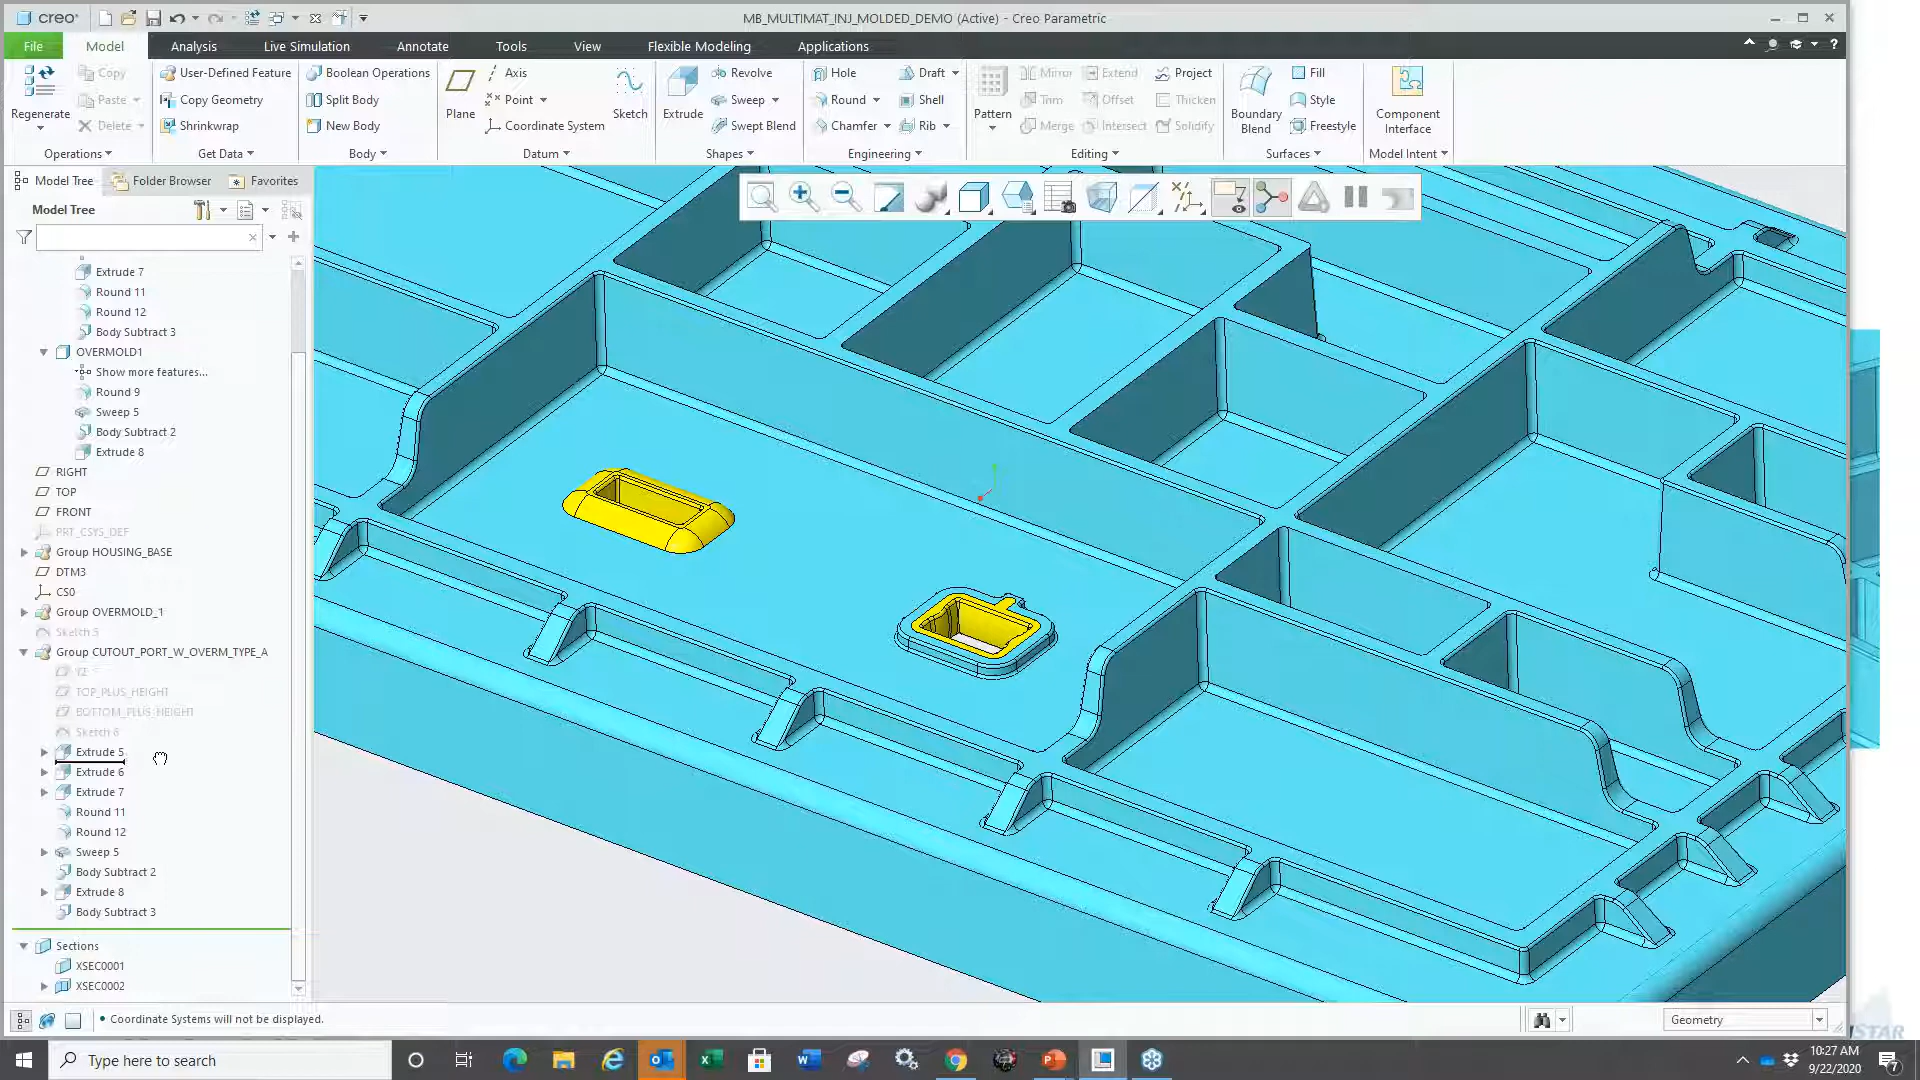 creo
MB_MULTIMAT_INJ_MOLDED_DEMO (Active) - Creo Parametric
File Model Analysis Live Simulation Annotate Tools View Flexible Modeling Applications
Regenerate
Copy
Paste
Delete
Operations
User-Defined Feature
Copy Geometry
Shrinkwrap
Get Data
Boolean Operations
Split Body
New Body
Body
Plane
Axis
Point
Coordinate System
Sketch
Datum
Extrude
Revolve
Sweep
Swept Blend
Shapes
Hole
Round
Chamfer
Draft
Shell
Rib
Engineering
Pattern
Mirror
Trim
Merge
Extend
Offset
Intersect
Project
Thicken
Solidify
Editing
Boundary Blend
Fill
Style
Freestyle
Surfaces
Component Interface
Model Intent
Model Tree Folder Browser Favorites
Model Tree
Extrude 7
Round 11
Round 12
Body Subtract 3
OVERMOLD1
Show more features...
Round 9
Sweep 5
Body Subtract 2
Extrude 8
RIGHT
TOP
FRONT
PRT_CSYS_DEF
Group HOUSING_BASE
DTM3
CS0
Group OVERMOLD_1
Sketch 5
Group CUTOUT_PORT_W_OVERM_TYPE_A
TOP_PLUS_HEIGHT
BOTTOM_PLUS_HEIGHT
Sketch 6
Extrude 5
Extrude 6
Extrude 7
Round 11
Round 12
Sweep 5
Body Subtract 2
Extrude 8
Body Subtract 3
Sections
XSEC0001
XSEC0002
• Coordinate Systems will not be displayed.
Geometry
STAR
Type here to search
10:27 AM
9/22/2020
7